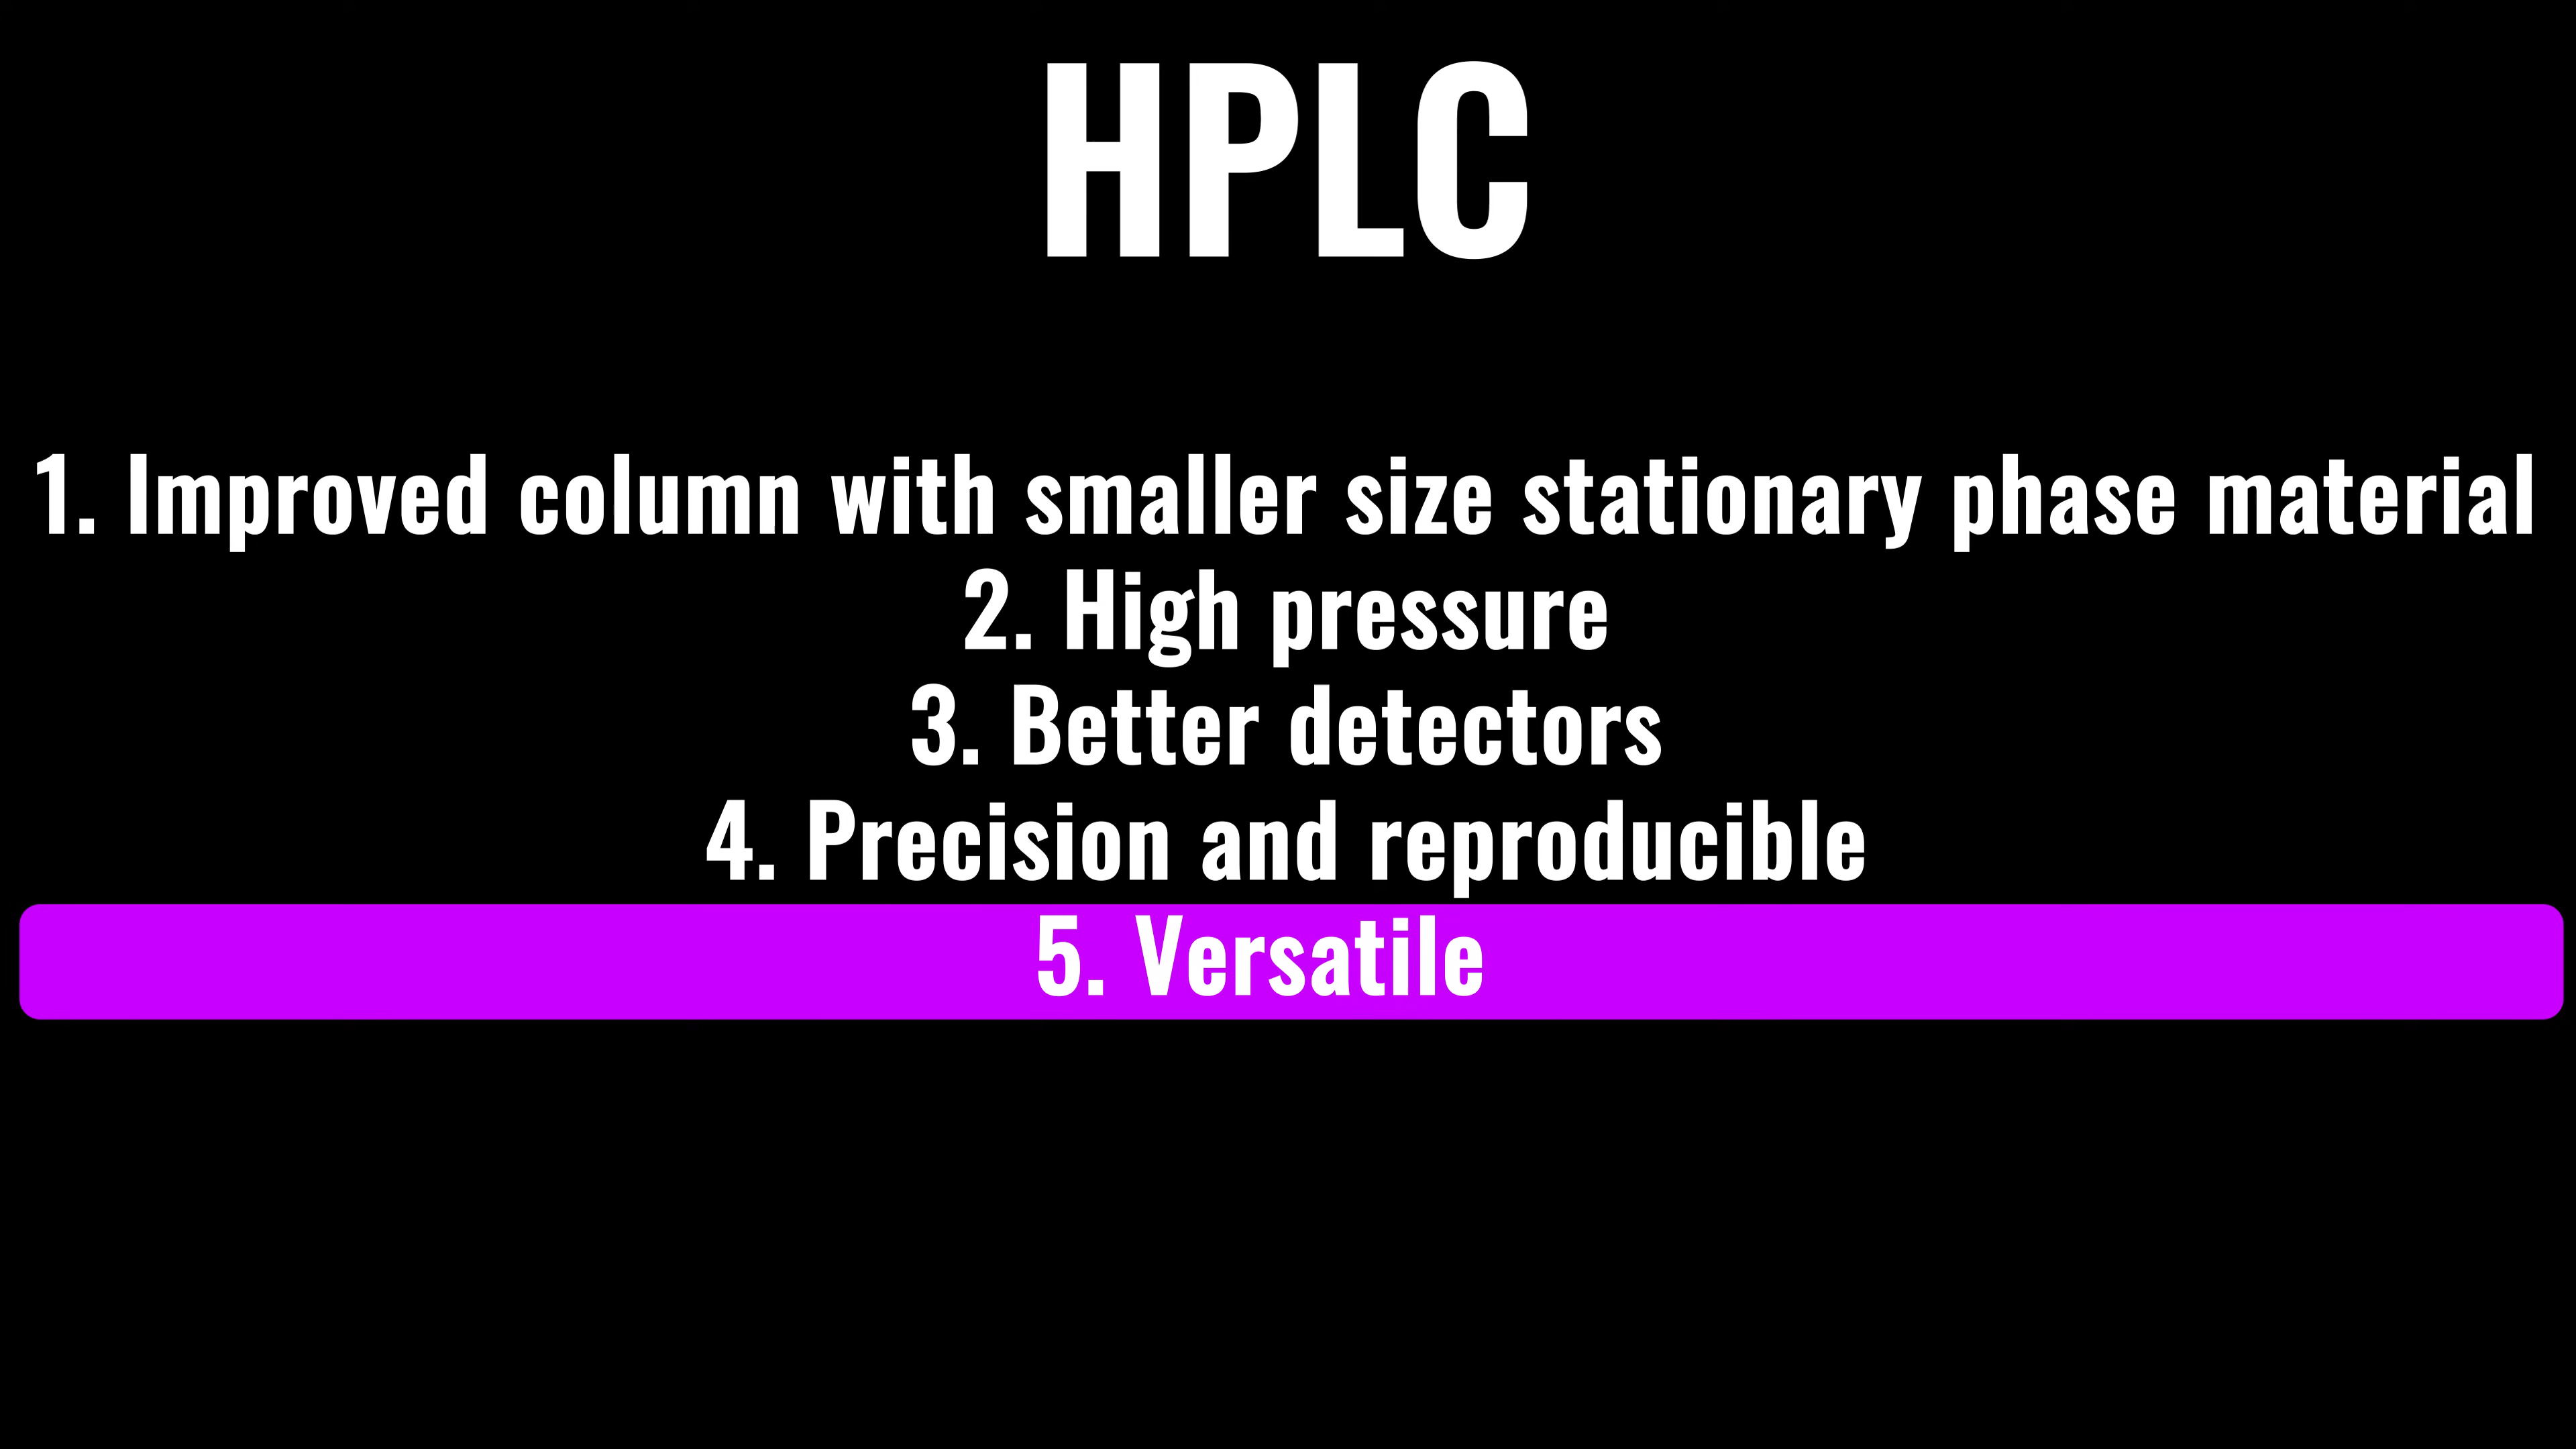 HPLC
1. Improved column with smaller size stationary phase material
2. High pressure
3. Better detectors
4. Precision and reproducible
5. Versatile